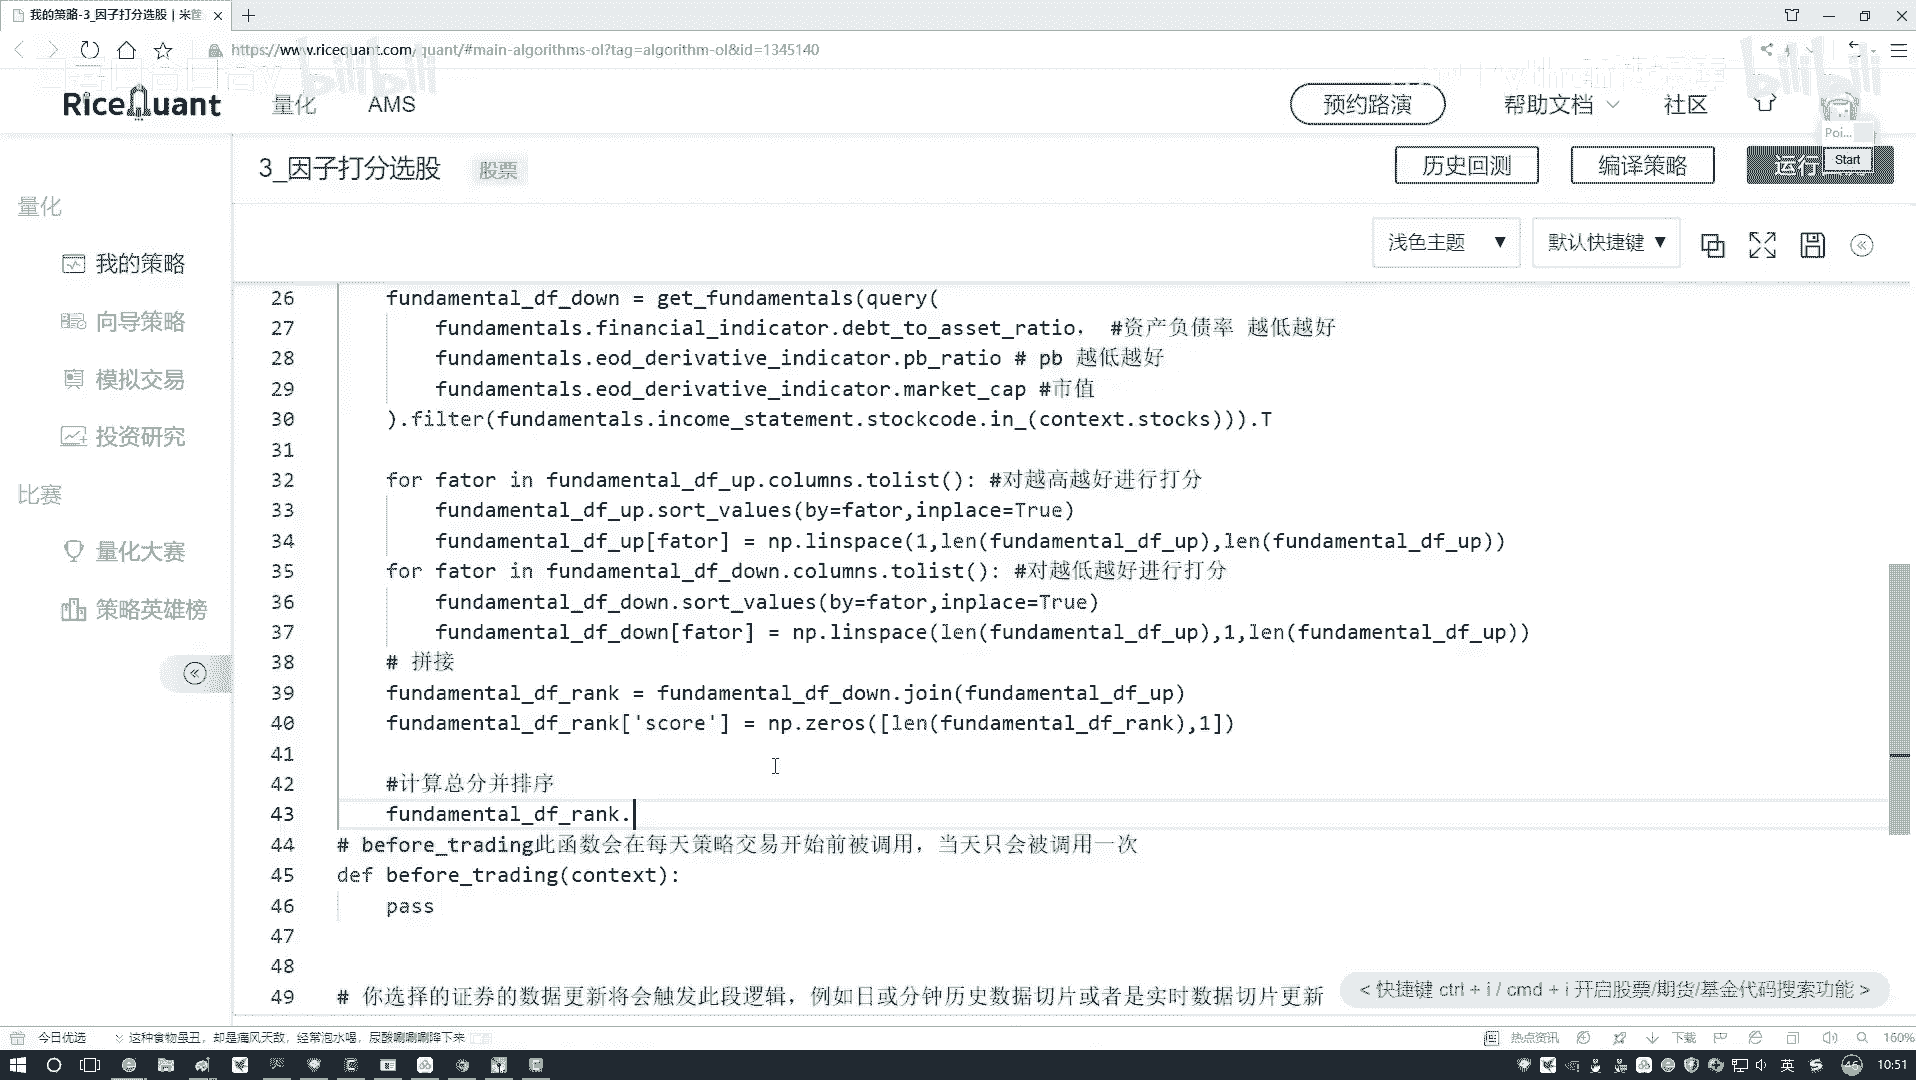 我的策略-3_因子打分选股 | 米筐
https://www.ricequant.com/quant/#main-algorithms-ol?tag=algorithm-ol&id=1345140
bilibili
bilibili
RiceQuant
量化
AMS
预约路演
帮助文档
社区
Poi...
Start
3_因子打分选股
股票
历史回测
编译策略
运行
量化
我的策略
向导策略
模拟交易
投资研究
比赛
量化大赛
策略英雄榜
浅色主题 ▼
默认快捷键 ▼
26 fundamental_df_down = get_fundamentals(query(
27 fundamentals.financial_indicator.debt_to_asset_ratio， #资产负债率 越低越好
28 fundamentals.eod_derivative_indicator.pb_ratio # pb 越低越好
29 fundamentals.eod_derivative_indicator.market_cap #市值
30 ).filter(fundamentals.income_statement.stockcode.in_(context.stocks))).T
31
32 for fator in fundamental_df_up.columns.tolist(): #对越高越好进行打分
33 fundamental_df_up.sort_values(by=fator,inplace=True)
34 fundamental_df_up[fator] = np.linspace(1,len(fundamental_df_up),len(fundamental_df_up))
35 for fator in fundamental_df_down.columns.tolist(): #对越低越好进行打分
36 fundamental_df_down.sort_values(by=fator,inplace=True)
37 fundamental_df_down[fator] = np.linspace(len(fundamental_df_up),1,len(fundamental_df_up))
38 # 拼接
39 fundamental_df_rank = fundamental_df_down.join(fundamental_df_up)
40 fundamental_df_rank['score'] = np.zeros([len(fundamental_df_rank),1])
41
42 #计算总分并排序
43 fundamental_df_rank.
44 # before_trading此函数会在每天策略交易开始前被调用，当天只会被调用一次
45 def before_trading(context):
46 pass
47
48
49 # 你选择的证券的数据更新将会触发此段逻辑，例如日或分钟历史数据切片或者是实时数据切片更新
< 快捷键 ctrl + i / cmd + i 开启股票/期货/基金代码搜索功能 >
今日优选
这种食物虽丑，却是痛风天敌，经常泡水喝，尿酸唰唰唰降下来
热点资讯
下载
160%
英
46
10:51